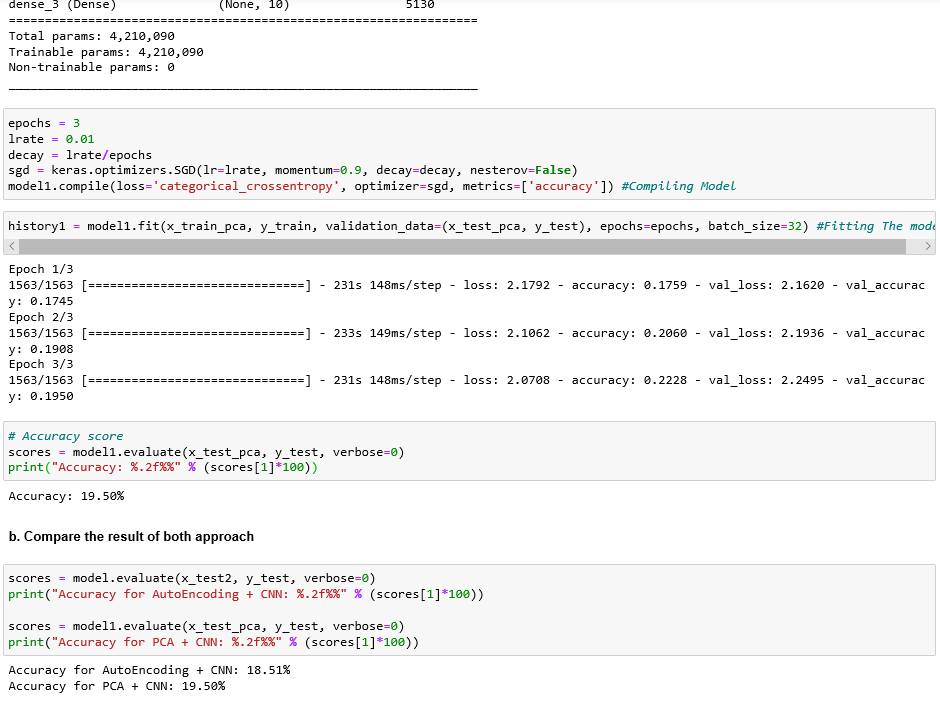 dense_3 (Dense) (None, 10) 5130
=================================================================
Total params: 4,210,090
Trainable params: 4,210,090
Non-trainable params: 0
_________________________________________________________________
epochs = 3
lrate = 0.01
decay = lrate/epochs
sgd = keras.optimizers.SGD(lr=lrate, momentum=0.9, decay=decay, nesterov=False)
model1.compile(loss='categorical_crossentropy', optimizer=sgd, metrics=['accuracy']) #Compiling Model
history1 = model1.fit(x_train_pca, y_train, validation_data=(x_test_pca, y_test), epochs=epochs, batch_size=32) #Fitting The mode
Epoch 1/3
1563/1563 [==============================] - 231s 148ms/step - loss: 2.1792 - accuracy: 0.1759 - val_loss: 2.1620 - val_accurac
y: 0.1745
Epoch 2/3
1563/1563 [==============================] - 233s 149ms/step - loss: 2.1062 - accuracy: 0.2060 - val_loss: 2.1936 - val_accurac
y: 0.1908
Epoch 3/3
1563/1563 [==============================] - 231s 148ms/step - loss: 2.0708 - accuracy: 0.2228 - val_loss: 2.2495 - val_accurac
y: 0.1950
# Accuracy score
scores = model1.evaluate(x_test_pca, y_test, verbose=0)
print("Accuracy: %.2f%%" % (scores[1]*100))
Accuracy: 19.50%
b. Compare the result of both approach
scores = model.evaluate(x_test2, y_test, verbose=0)
print("Accuracy for AutoEncoding + CNN: %.2f%%" % (scores[1]*100))
scores = model1.evaluate(x_test_pca, y_test, verbose=0)
print("Accuracy for PCA + CNN: %.2f%%" % (scores[1]*100))
Accuracy for AutoEncoding + CNN: 18.51%
Accuracy for PCA + CNN: 19.50%